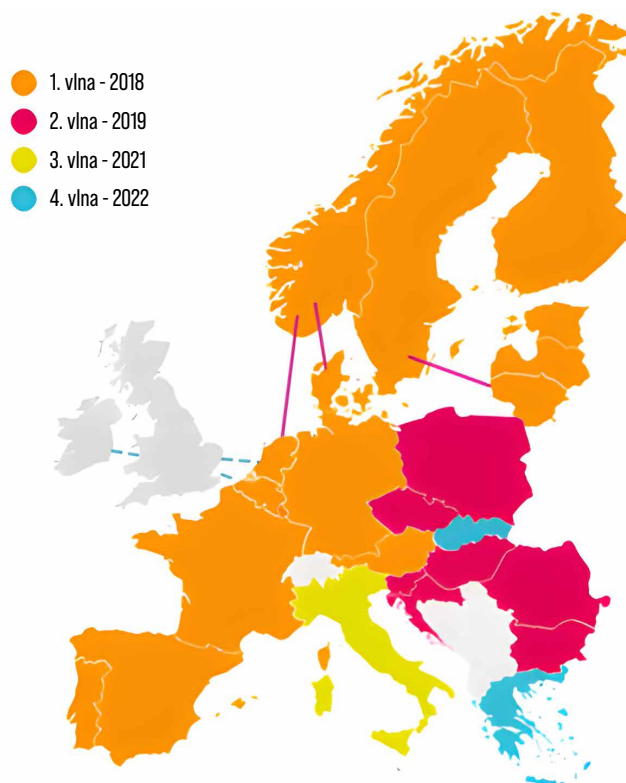 1. vlna - 2018
2. vlna - 2019
3. vlna - 2021
4. vlna - 2022